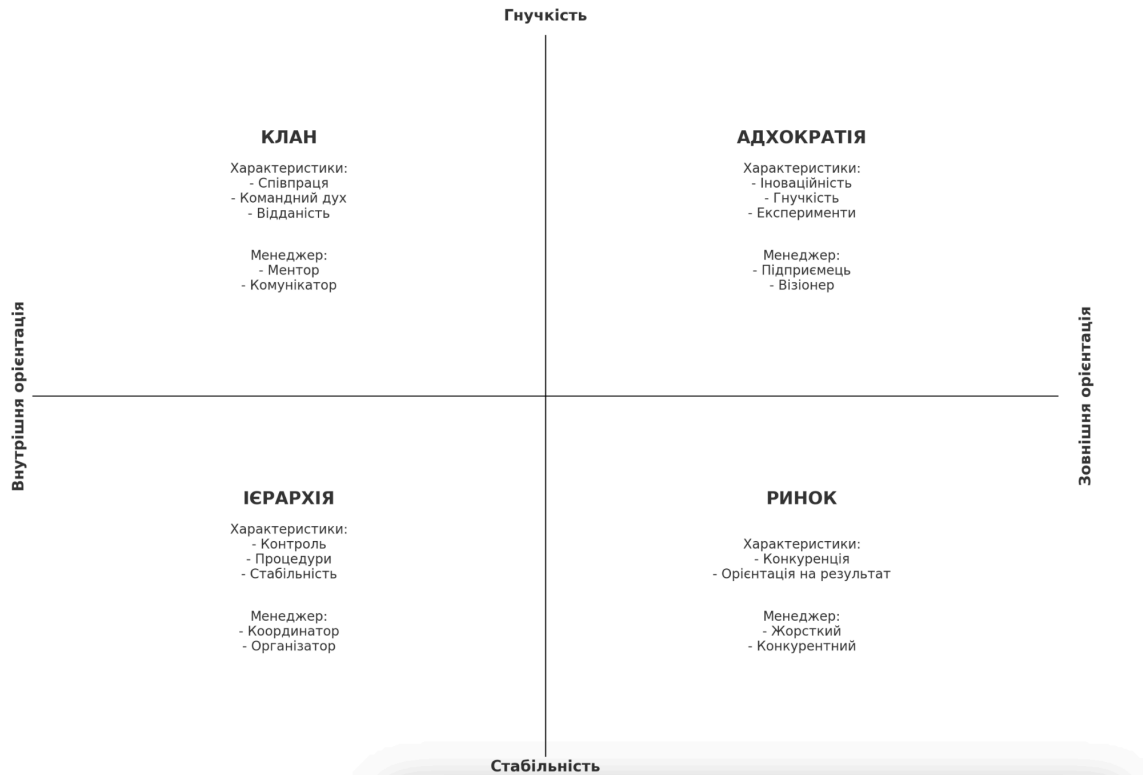 Гнучкість
КЛАН
Характеристики:
- Співпраця
- Командний дух
- Відданість
Менеджер:
- Ментор
- Комунікатор
АДХОКРАТІЯ
Характеристики:
- Іноваційність
- Гнучкість
- Експерименти
Менеджер:
- Підприємець
- Візіонер
Внутрішня орієнтація
Зовнішня орієнтація
ІЄРАРХІЯ
Характеристики:
- Контроль
- Процедури
- Стабільність
Менеджер:
- Координатор
- Організатор
РИНОК
Характеристики:
- Конкуренція
- Орієнтація на результат
Менеджер:
- Жорсткий
- Конкурентний
Стабільність